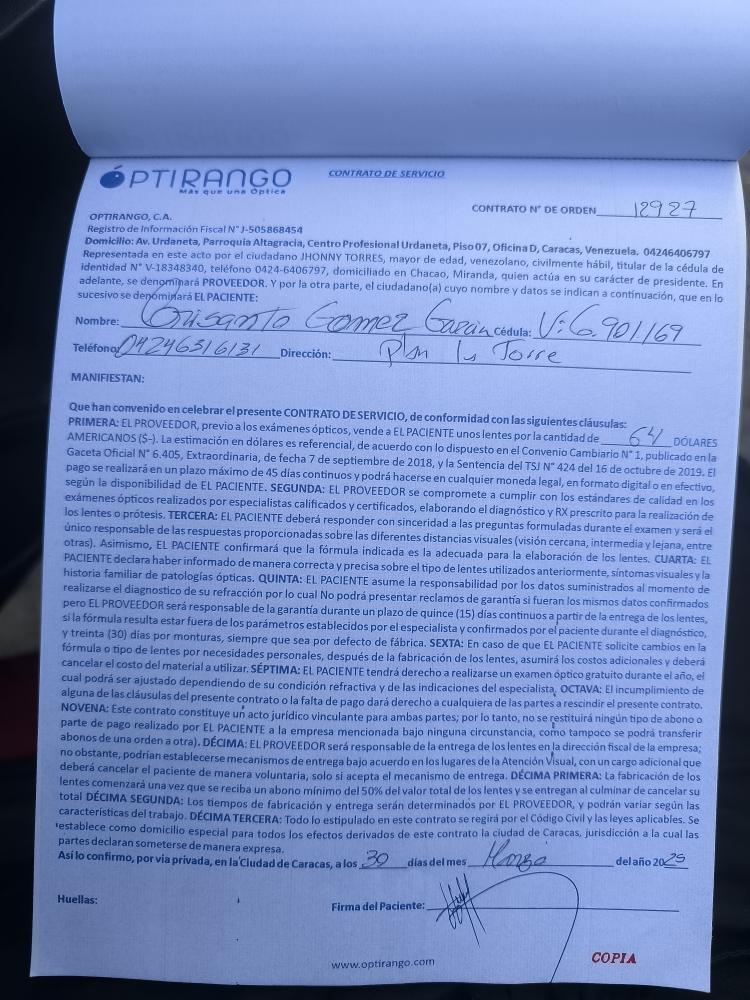 ÓPTIRANGO
Más que una Óptica
CONTRATO DE SERVICIO
CONTRATO N° DE ORDEN 12927
OPTIRANGO, C.A.
Registro de Información Fiscal N° J-505868454
Domicilio: Av. Urdaneta, Parroquia Altagracia, Centro Profesional Urdaneta, Piso 07, Oficina D, Caracas, Venezuela. 04246406797
Representada en este acto por el ciudadano JHONNY TORRES, mayor de edad, venezolano, civilmente hábil, titular de la cédula de
identidad N° V-18348340, teléfono 0424-6406797, domiciliado en Chacao, Miranda, quien actúa en su carácter de presidente. En
adelante, se denominará PROVEEDOR. Y por la otra parte, el ciudadano(a) cuyo nombre y datos se indican a continuación, que en lo
sucesivo se denominará EL PACIENTE:
Nombre: Crisanto Gomez Cédula: V: 6.901169
Teléfono: 04246316131 Dirección: la Torre
MANIFIESTAN:
Que han convenido en celebrar el presente CONTRATO DE SERVICIO, de conformidad con las siguientes cláusulas:
PRIMERA: EL PROVEEDOR, previo a los exámenes ópticos, vende a EL PACIENTE unos lentes por la cantidad de 64 DÓLARES
AMERICANOS ($-). La estimación en dólares es referencial, de acuerdo con lo dispuesto en el Convenio Cambiario N° 1, publicado en la
Gaceta Oficial N° 6.405, Extraordinaria, de fecha 7 de septiembre de 2018, y la Sentencia del TSJ N° 424 del 16 de octubre de 2019. El
pago se realizará en un plazo máximo de 45 días continuos y podrá hacerse en cualquier moneda legal, en formato digital o en efectivo,
según la disponibilidad de EL PACIENTE. SEGUNDA: EL PROVEEDOR se compromete a cumplir con los estándares de calidad en los
exámenes ópticos realizados por especialistas calificados y certificados, elaborando el diagnóstico y RX prescrito para la realización de
los lentes o prótesis. TERCERA: EL PACIENTE deberá responder con sinceridad a las preguntas formuladas durante el examen y será el
único responsable de las respuestas proporcionadas sobre las diferentes distancias visuales (visión cercana, intermedia y lejana, entre
otras). Asimismo, EL PACIENTE confirmará que la fórmula indicada es la adecuada para la elaboración de los lentes. CUARTA: EL
PACIENTE declara haber informado de manera correcta y precisa sobre el tipo de lentes utilizados anteriormente, síntomas visuales y la
historia familiar de patologías ópticas. QUINTA: EL PACIENTE asume la responsabilidad por los datos suministrados al momento de
realizarse el diagnostico de su refracción por lo cual No podrá presentar reclamos de garantía si fueran los mismos datos confirmados
pero EL PROVEEDOR será responsable de la garantía durante un plazo de quince (15) días continuos a partir de la entrega de los lentes,
si la fórmula resulta estar fuera de los parámetros establecidos por el especialista y confirmados por el paciente durante el diagnóstico,
y treinta (30) días por monturas, siempre que sea por defecto de fábrica. SEXTA: En caso de que EL PACIENTE solicite cambios en la
fórmula o tipo de lentes por necesidades personales, después de la fabricación de los lentes, asumirá los costos adicionales y deberá
cancelar el costo del material a utilizar. SÉPTIMA: EL PACIENTE tendrá derecho a realizarse un examen óptico gratuito durante el año, el
cual podrá ser ajustado dependiendo de su condición refractiva y de las indicaciones del especialista. OCTAVA: El incumplimiento de
alguna de las cláusulas del presente contrato o la falta de pago dará derecho a cualquiera de las partes a rescindir el presente contrato.
NOVENA: Este contrato constituye un acto jurídico vinculante para ambas partes; por lo tanto, no se restituirá ningún tipo de abono o
parte de pago realizado por EL PACIENTE a la empresa mencionado bajo ninguna circunstancia, como tampoco se podrá transferir
abonos de una orden a otra). DÉCIMA: EL PROVEEDOR será responsable de la entrega de los lentes en la dirección fiscal de la empresa;
no obstante, podrían establecerse mecanismos de entrega bajo acuerdo en los lugares de la Atención Visual, con un cargo adicional que
deberá cancelar el paciente de manera voluntaria, solo si acepta el mecanismo de entrega. DÉCIMA PRIMERA: La fabricación de los
lentes comenzará una vez que se reciba un abono mínimo del 50% del valor total de los lentes y se entregan al culminar de cancelar su
total DÉCIMA SEGUNDA: Los tiempos de fabricación y entrega serán determinados por EL PROVEEDOR, y podrán variar según las
características del trabajo. DÉCIMA TERCERA: Todo lo estipulado en este contrato se regirá por el Código Civil y las leyes aplicables. Se
establece como domicilio especial para todos los efectos derivados de este contrato la ciudad de Caracas, jurisdicción a la cual las
partes declaran someterse de manera expresa.
Así lo confirmo, por via privada, en la Ciudad de Caracas, a los 30 días del mes Marzo del año 2025
Huellas:
Firma del Paciente:
www.optirango.com
COPIA